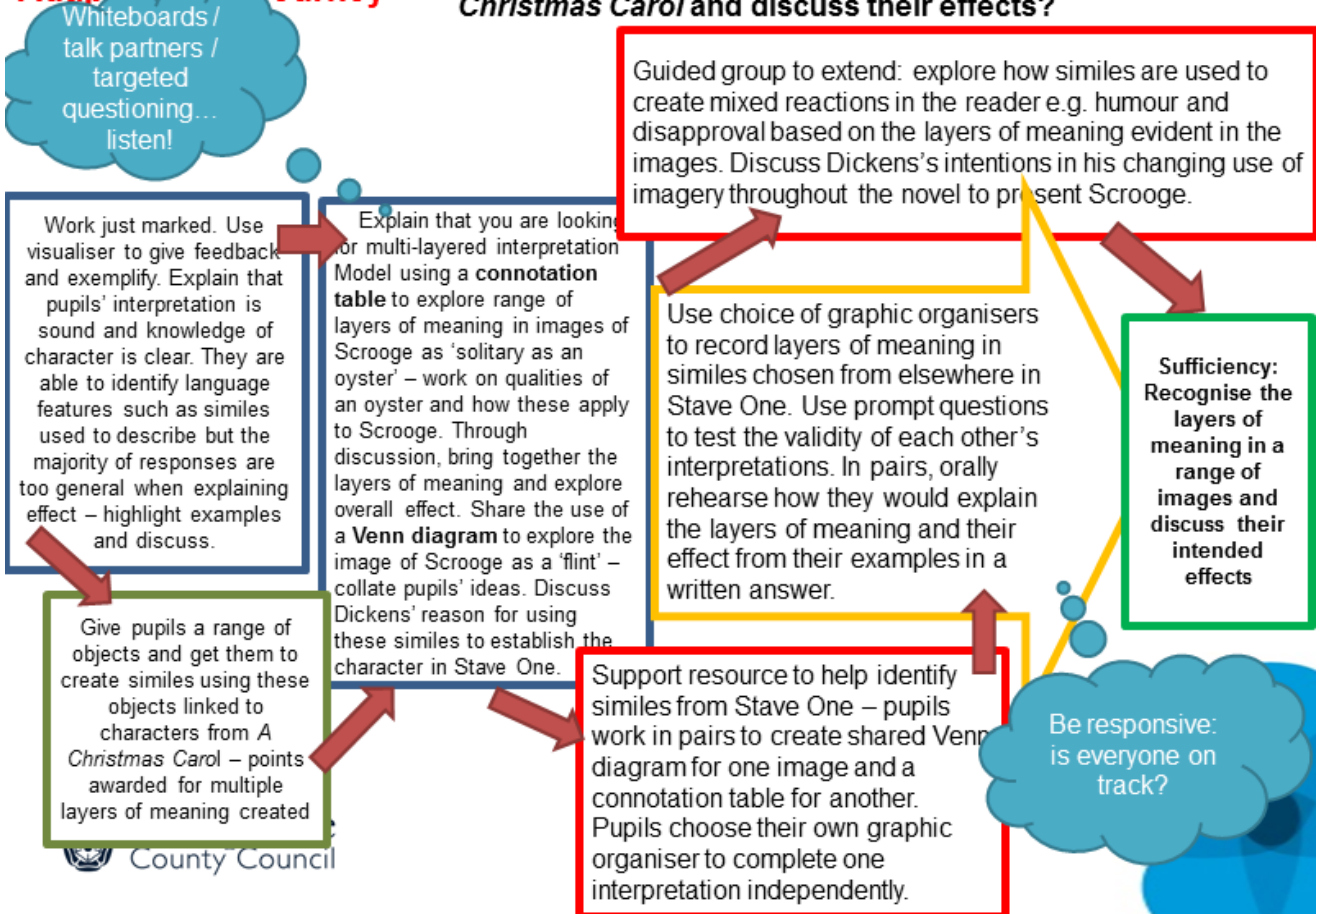 Christmas Carol and discuss their effects?
Whiteboards /
talk partners /
targeted
questioning…
listen!
Guided group to extend: explore how similes are used to
create mixed reactions in the reader e.g. humour and
disapproval based on the layers of meaning evident in the
images. Discuss Dickens's intentions in his changing use of
imagery throughout the novel to present Scrooge.
Work just marked. Use
visualiser to give feedback
and exemplify. Explain that
pupils' interpretation is
sound and knowledge of
character is clear. They are
able to identify language
features such as similes
used to describe but the
majority of responses are
too general when explaining
effect – highlight examples
and discuss.
Explain that you are looking
for multi-layered interpretation
Model using a connotation
table to explore range of
layers of meaning in images of
Scrooge as 'solitary as an
oyster' – work on qualities of
an oyster and how these apply
to Scrooge. Through
discussion, bring together the
layers of meaning and explore
overall effect. Share the use of
a Venn diagram to explore the
image of Scrooge as a 'flint' –
collate pupils' ideas. Discuss
Dickens' reason for using
these similes to establish the
character in Stave One.
Use choice of graphic organisers
to record layers of meaning in
similes chosen from elsewhere in
Stave One. Use prompt questions
to test the validity of each other's
interpretations. In pairs, orally
rehearse how they would explain
the layers of meaning and their
effect from their examples in a
written answer.
Sufficiency:
Recognise the
layers of
meaning in a
range of
images and
discuss their
intended
effects
Give pupils a range of
objects and get them to
create similes using these
objects linked to
characters from A
Christmas Carol – points
awarded for multiple
layers of meaning created
Support resource to help identify
similes from Stave One – pupils
work in pairs to create shared Venn
diagram for one image and a
connotation table for another.
Pupils choose their own graphic
organiser to complete one
interpretation independently.
Be responsive:
is everyone on
track?
County Council